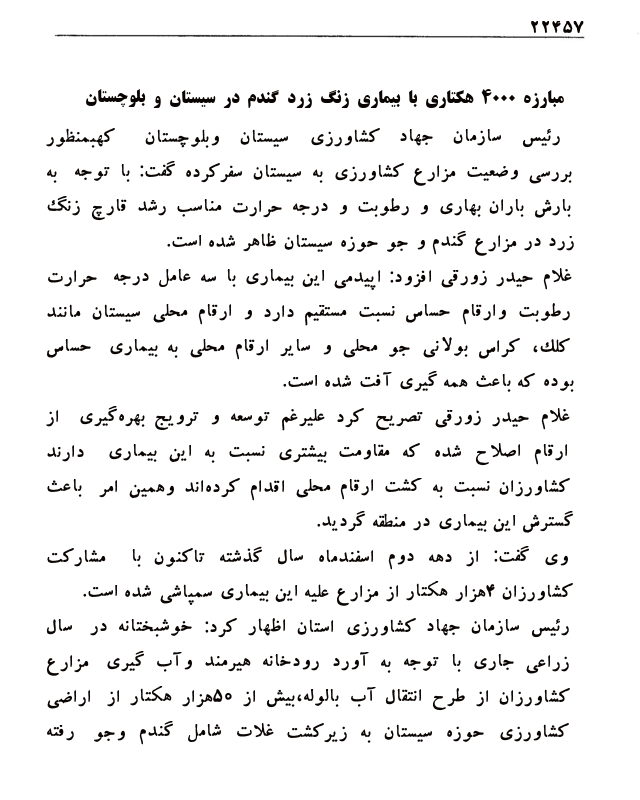 ۲۲۴۵۷
مبارزه ۴۰۰۰ هکتاری با بیماری زنگ زرد گندم در سیستان و بلوچستان
رئیس سازمان جهاد کشاورزی سیستان وبلوچستان کهبمنظور
بررسی وضعیت مزارع کشاورزی به سیستان سفرکرده گفت: با توجه به
بارش باران بهاری و رطوبت و درجه حرارت مناسب رشد قارچ زنگ
زرد در مزارع گندم و جو حوزه سیستان ظاهر شده است.
غلام حیدر زورقی افزود: اپیدمی این بیماری با سه عامل درجه حرارت
رطوبت وارقام حساس نسبت مستقیم دارد و ارقام محلی سیستان مانند
کلك، کراس بولانی جو محلی و سایر ارقام محلی به بیماری حساس
بوده که باعث همه گیری آفت شده است.
غلام حیدر زورقی تصریح کرد علیرغم توسعه و ترویج بهره‌گیری از
ارقام اصلاح شده که مقاومت بیشتری نسبت به این بیماری دارند
کشاورزان نسبت به کشت ارقام محلی اقدام کرده‌اند وهمین امر باعث
گسترش این بیماری در منطقه گردید.
وی گفت: از دهه دوم اسفندماه سال گذشته تاکنون با مشارکت
کشاورزان ۴هزار هکتار از مزارع علیه این بیماری سمپاشی شده است.
رئیس سازمان جهاد کشاورزی استان اظهار کرد: خوشبختانه در سال
زراعی جاری با توجه به آورد رودخانه هیرمند وآب گیری مزارع
کشاورزان از طرح انتقال آب بالوله،بیش از ۵۰هزار هکتار از اراضی
کشاورزی حوزه سیستان به زیرکشت غلات شامل گندم وجو رفته